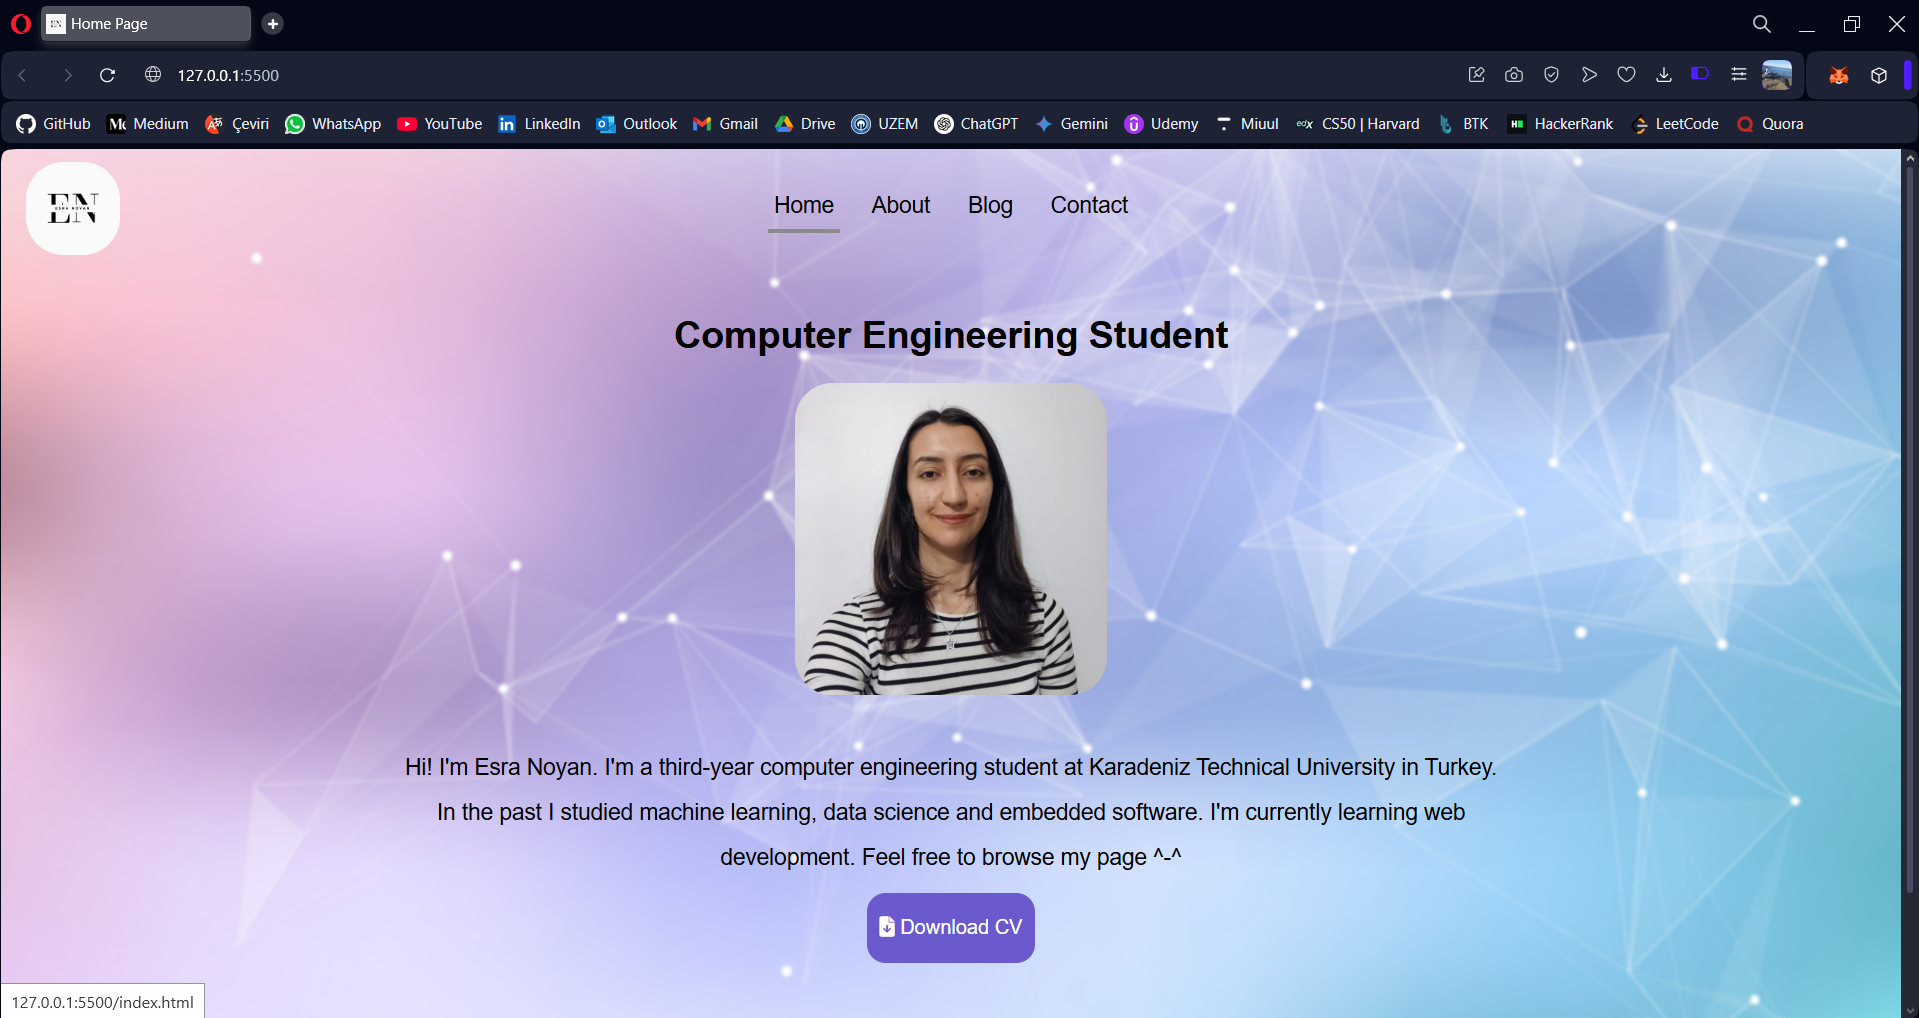 EN Home Page
127.0.0.1:5500
GitHub Medium Çeviri WhatsApp YouTube LinkedIn Outlook Gmail Drive UZEM ChatGPT Gemini Udemy Miuul edX CS50 | Harvard BTK HackerRank LeetCode Quora
EN
ESRA NOYAN
Home About Blog Contact
Computer Engineering Student
Hi! I'm Esra Noyan. I'm a third-year computer engineering student at Karadeniz Technical University in Turkey.
In the past I studied machine learning, data science and embedded software. I'm currently learning web
development. Feel free to browse my page ^-^
Download CV
127.0.0.1:5500/index.html